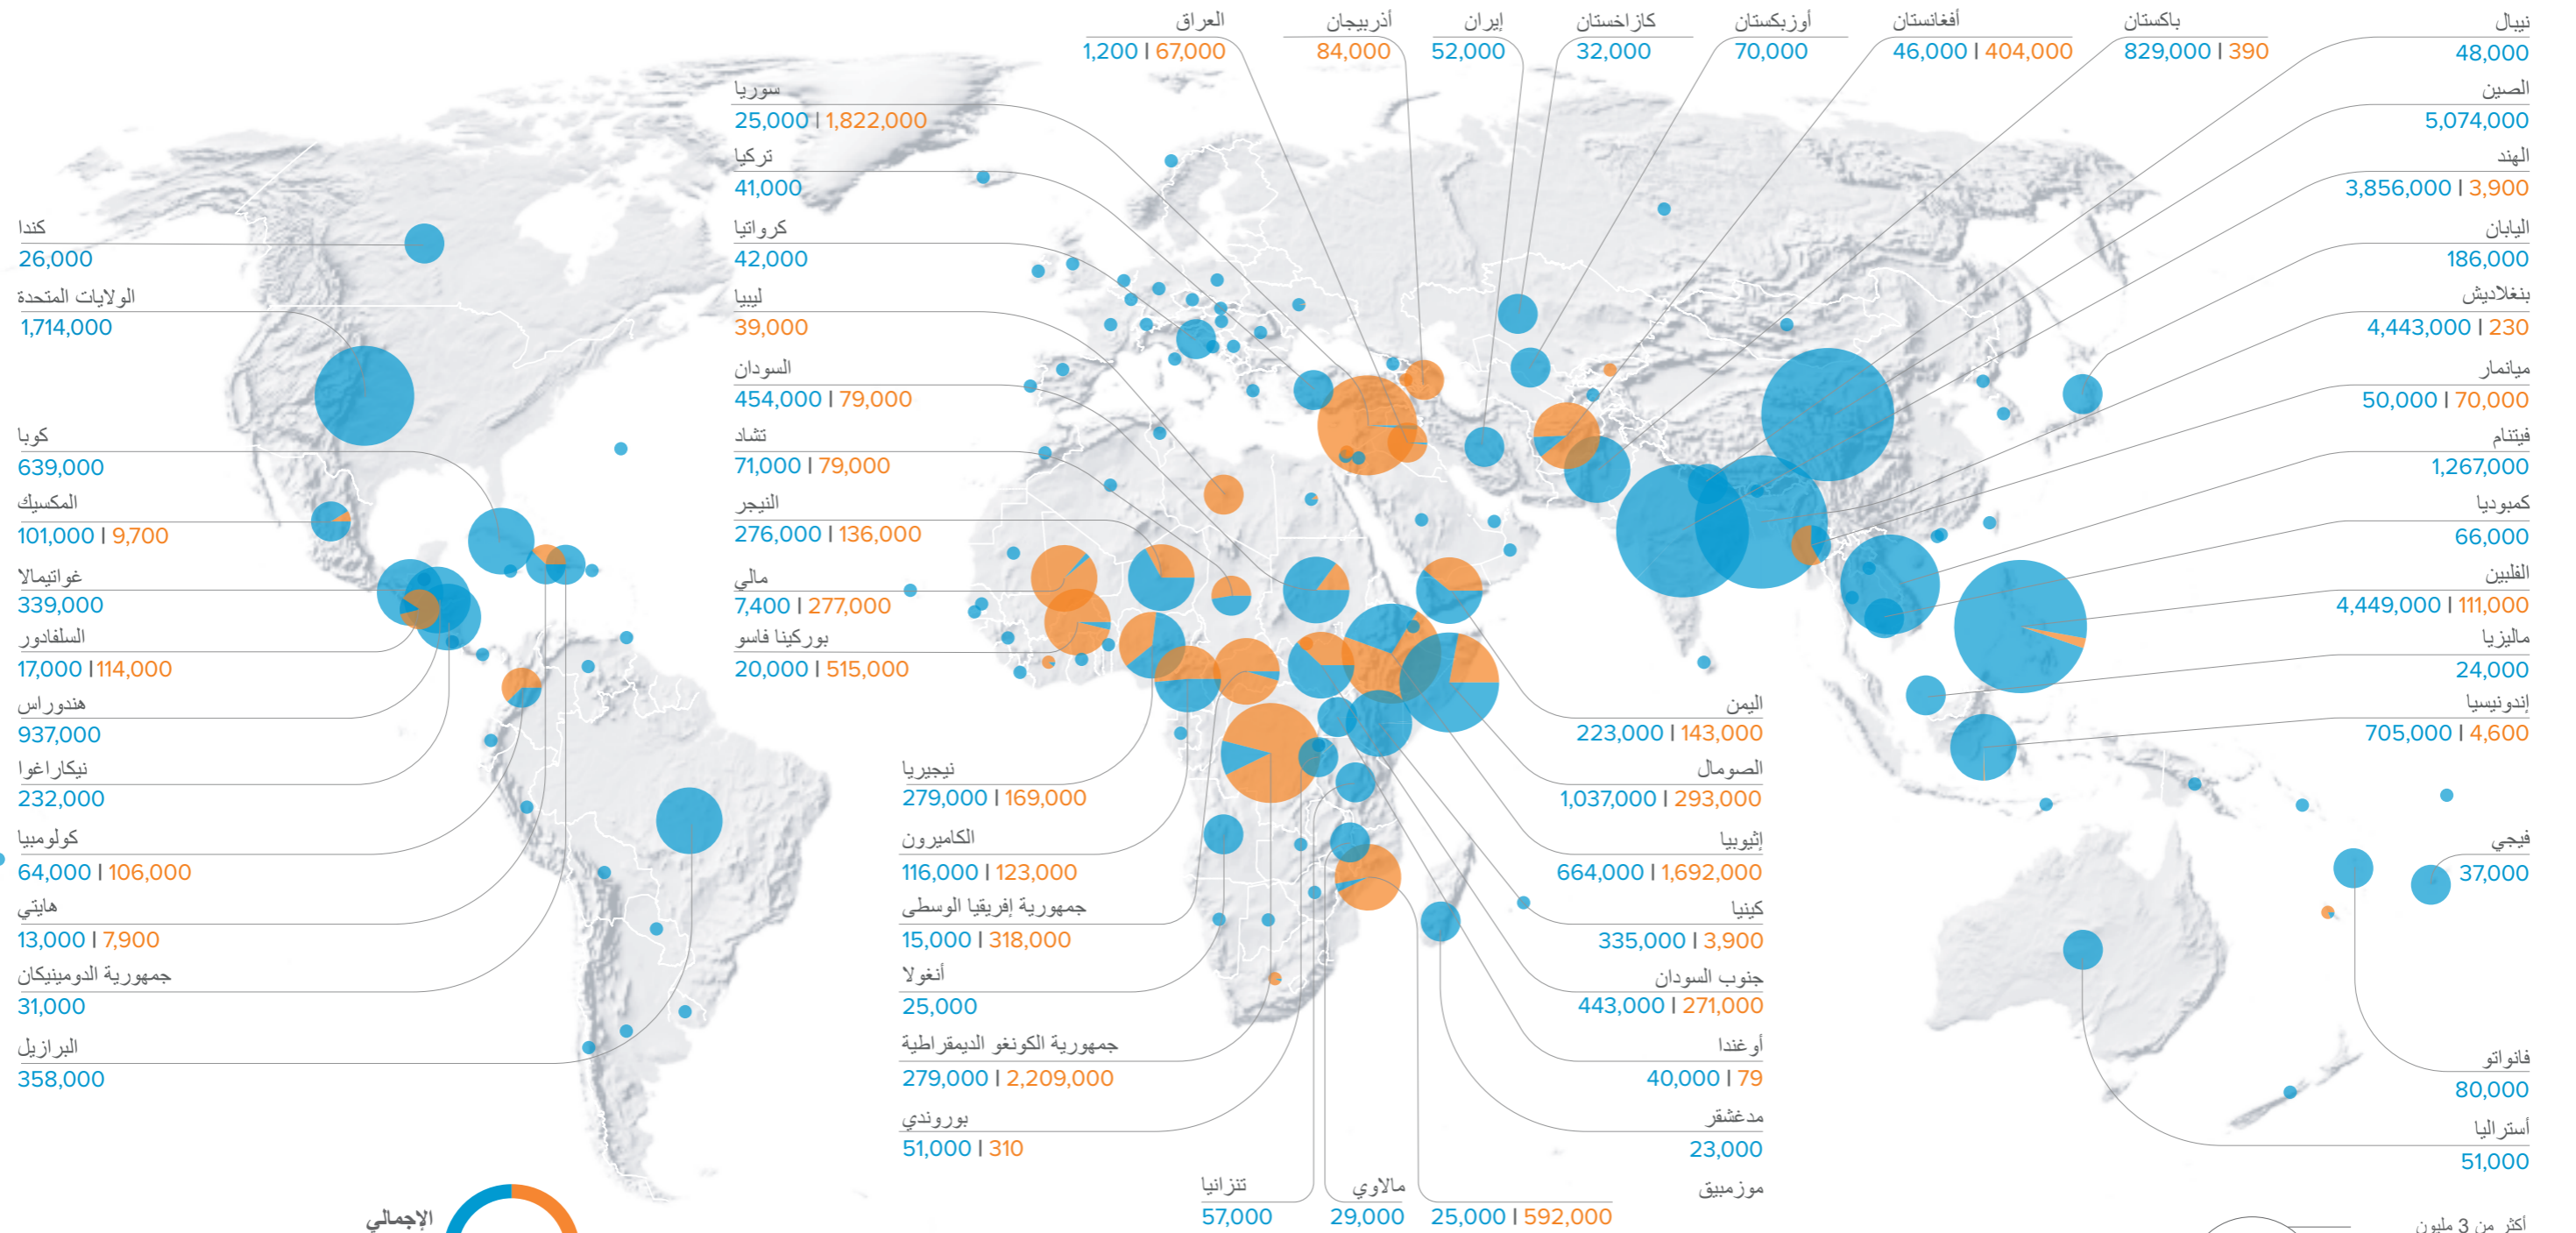 العراق
1,200 | 67,000
أذربيجان
84,000
إيران
52,000
كازاخستان
32,000
أوزبكستان
70,000
أفغانستان
46,000 | 404,000
باكستان
829,000 | 390
نيبال
48,000
الصين
5,074,000
الهند
3,856,000 | 3,900
اليابان
186,000
بنغلاديش
4,443,000 | 230
ميانمار
50,000 | 70,000
فيتنام
1,267,000
كمبوديا
66,000
الفلبين
4,449,000 | 111,000
ماليزيا
24,000
إندونيسيا
705,000 | 4,600
فيجي
37,000
فانواتو
80,000
أستراليا
51,000
سوريا
25,000 | 1,822,000
تركيا
41,000
كرواتيا
42,000
ليبيا
39,000
السودان
454,000 | 79,000
تشاد
71,000 | 79,000
النيجر
276,000 | 136,000
مالي
7,400 | 277,000
بوركينا فاسو
20,000 | 515,000
نيجيريا
279,000 | 169,000
الكاميرون
116,000 | 123,000
جمهورية إفريقيا الوسطى
15,000 | 318,000
أنغولا
25,000
جمهورية الكونغو الديمقراطية
279,000 | 2,209,000
بوروندي
51,000 | 310
اليمن
223,000 | 143,000
الصومال
1,037,000 | 293,000
إثيوبيا
664,000 | 1,692,000
كينيا
335,000 | 3,900
جنوب السودان
443,000 | 271,000
أوغندا
40,000 | 79
مدغشقر
23,000
تنزانيا
57,000
مالاوي
29,000
موزمبيق
25,000 | 592,000
كندا
26,000
الولايات المتحدة
1,714,000
كوبا
639,000
المكسيك
101,000 | 9,700
غواتيمالا
339,000
السلفادور
17,000 | 114,000
هندوراس
937,000
نيكاراغوا
232,000
كولومبيا
64,000 | 106,000
هايتي
13,000 | 7,900
جمهورية الدومينيكان
31,000
البرازيل
358,000
الإجمالي
أكثر من 3 مليون